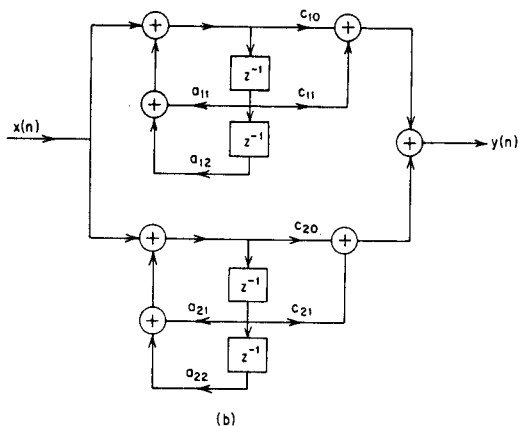 c10
z⁻¹
a11
c11
z⁻¹
a12
x(n)
y(n)
c20
z⁻¹
a21
c21
z⁻¹
a22
(b)